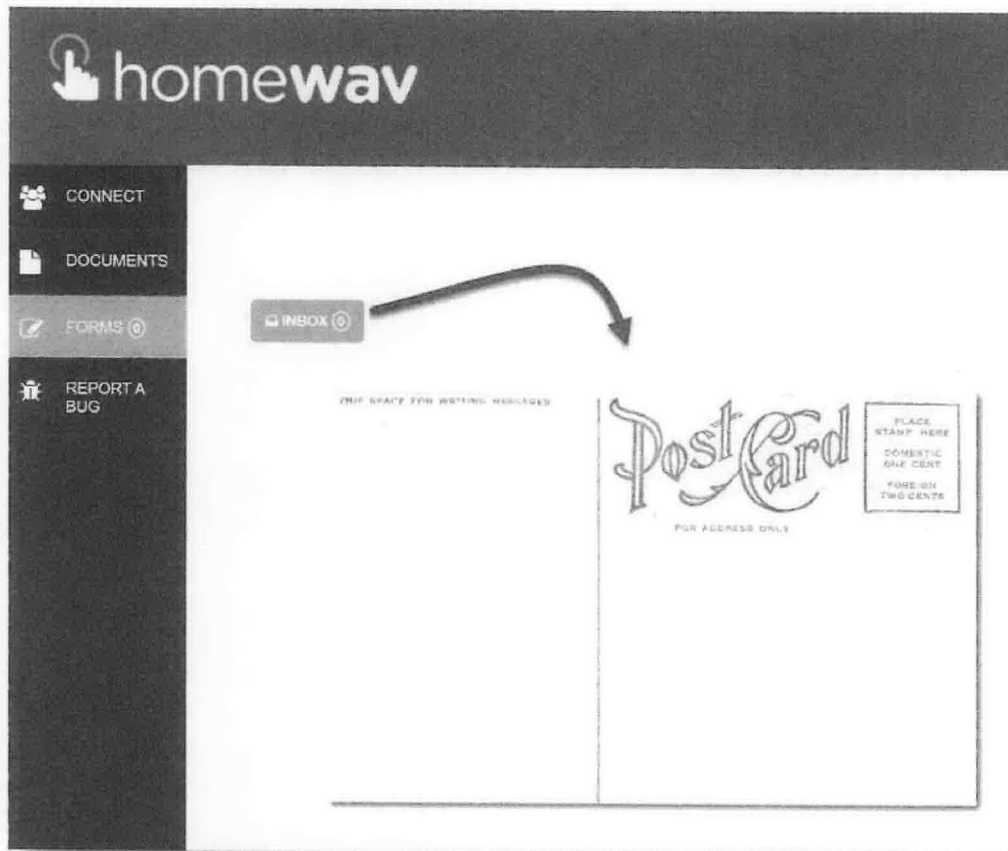 homewav
CONNECT
DOCUMENTS
FORMS 0
REPORT A
BUG
INBOX 0
THIS SPACE FOR WRITING MESSAGES
Post Card
PLACE
STAMP HERE
DOMESTIC
ONE CENT
FOREIGN
TWO CENTS
FOR ADDRESS ONLY